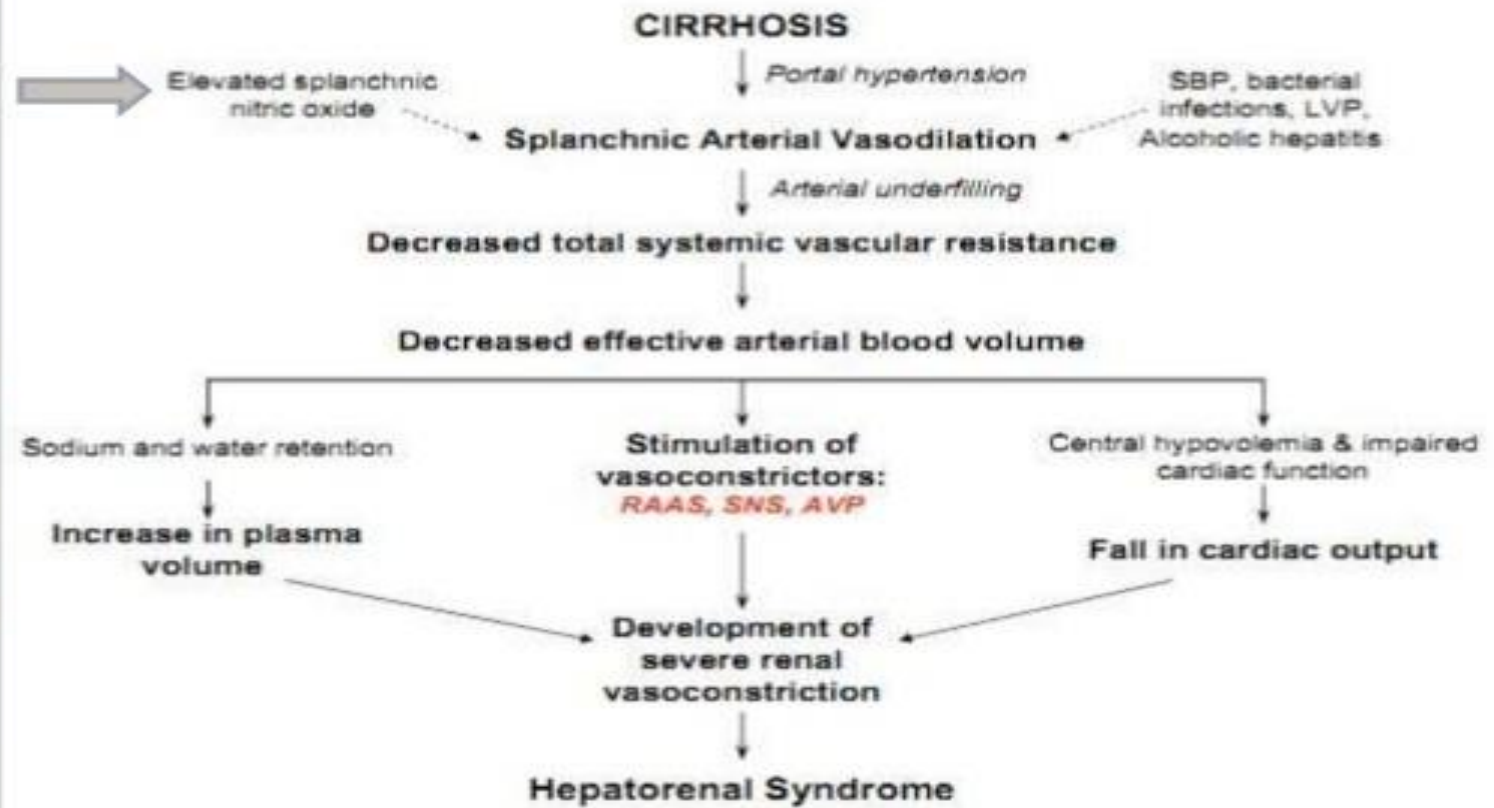 CIRRHOSIS
Portal hypertension
Elevated splanchnic
nitric oxide
SBP, bacterial
infections, LVP,
Alcoholic hepatitis
Splanchnic Arterial Vasodilation
Arterial underfilling
Decreased total systemic vascular resistance
Decreased effective arterial blood volume
Sodium and water retention
Increase in plasma
volume
Stimulation of
vasoconstrictors:
RAAS, SNS, AVP
Central hypovolemia & impaired
cardiac function
Fall in cardiac output
Development of
severe renal
vasoconstriction
Hepatorenal Syndrome